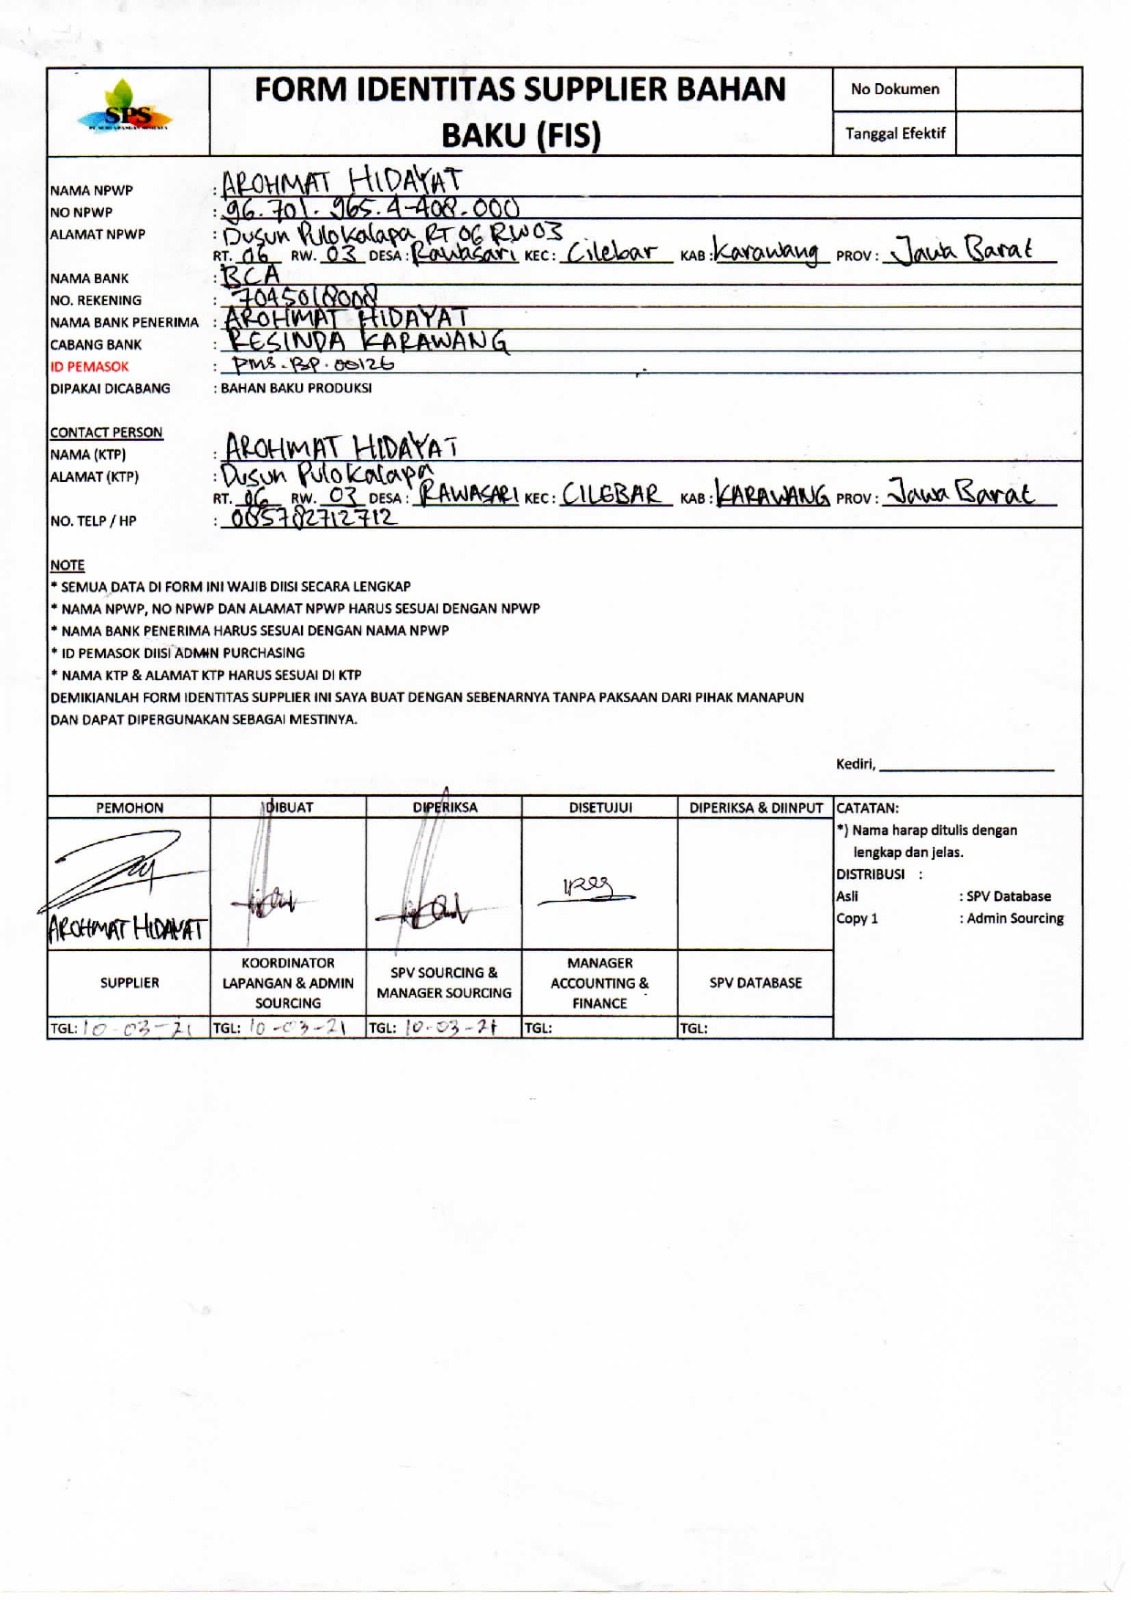 SPS
FORM IDENTITAS SUPPLIER BAHAN
BAKU (FIS)
No Dokumen
Tanggal Efektif
NAMA NPWP : AROHMAT HIDAYAT
NO NPWP : 96.701.965.4-408.000
ALAMAT NPWP : Dusun Pulokalapa RT 06 RW 03
RT. 06 RW. 03 DESA : Rawasari KEC : Cilebar KAB : Karawang PROV : Jawa Barat
NAMA BANK : BCA
NO. REKENING : 7045018008
NAMA BANK PENERIMA : AROHMAT HIDAYAT
CABANG BANK : RESINDA KARAWANG
ID PEMASOK : PMS.BP.00126
DIPAKAI DICABANG : BAHAN BAKU PRODUKSI
CONTACT PERSON
NAMA (KTP) : AROHMAT HIDAYAT
ALAMAT (KTP) : Dusun Pulokalapa
RT. 06 RW. 03 DESA : RAWASARI KEC : CILEBAR KAB : KARAWANG PROV : Jawa Barat
NO. TELP / HP : 085782712712
NOTE
* SEMUA DATA DI FORM INI WAJIB DIISI SECARA LENGKAP
* NAMA NPWP, NO NPWP DAN ALAMAT NPWP HARUS SESUAI DENGAN NPWP
* NAMA BANK PENERIMA HARUS SESUAI DENGAN NAMA NPWP
* ID PEMASOK DIISI ADMIN PURCHASING
* NAMA KTP & ALAMAT KTP HARUS SESUAI DI KTP
DEMIKIANLAH FORM IDENTITAS SUPPLIER INI SAYA BUAT DENGAN SEBENARNYA TANPA PAKSAAN DARI PIHAK MANAPUN
DAN DAPAT DIPERGUNAKAN SEBAGAI MESTINYA.
Kediri,
PEMOHON DIBUAT DIPERIKSA DISETUJUI DIPERIKSA & DIINPUT CATATAN:
*) Nama harap ditulis dengan
lengkap dan jelas.
DISTRIBUSI :
Asli : SPV Database
Copy 1 : Admin Sourcing
AROHMAT HIDAYAT
SUPPLIER
KOORDINATOR
LAPANGAN & ADMIN
SOURCING
SPV SOURCING &
MANAGER SOURCING
MANAGER
ACCOUNTING &
FINANCE
SPV DATABASE
TGL: 10-03-21 TGL: 10-03-21 TGL: 10-03-21 TGL: TGL: